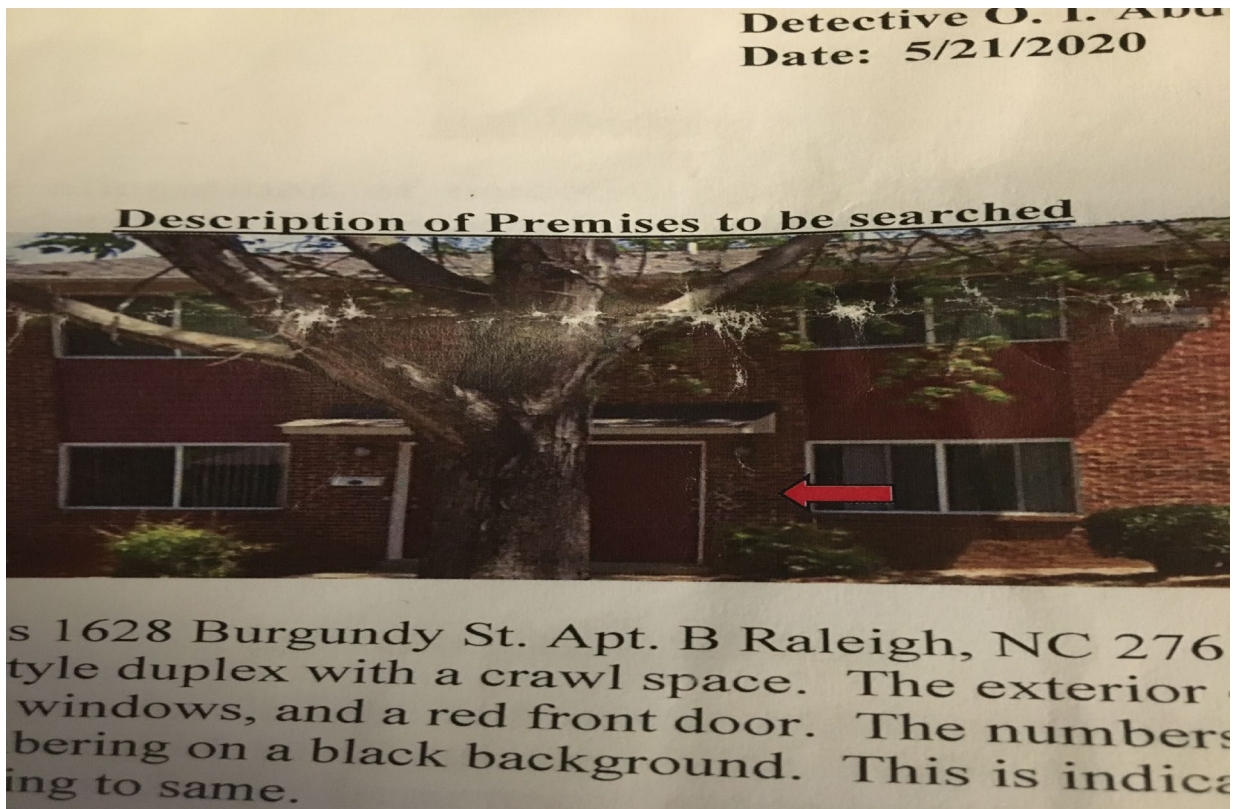 Detective O. I. Abd
Date: 5/21/2020
Description of Premises to be searched
s 1628 Burgundy St. Apt. B Raleigh, NC 276
tyle duplex with a crawl space. The exterior
windows, and a red front door. The numbers
bering on a black background. This is indica
ing to same.